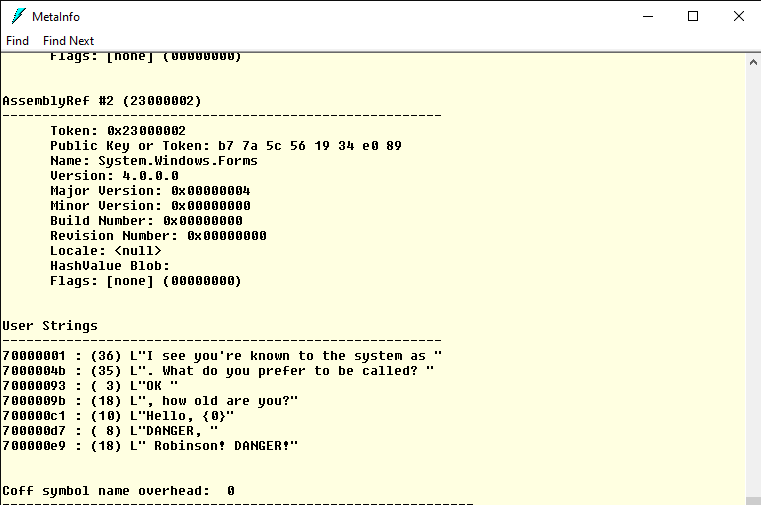 MetaInfo
Find Find Next
Flags: [none] (00000000)
AssemblyRef #2 (23000002)
-------------------------------------------------------
Token: 0x23000002
Public Key or Token: b7 7a 5c 56 19 34 e0 89
Name: System.Windows.Forms
Version: 4.0.0.0
Major Version: 0x00000004
Minor Version: 0x00000000
Build Number: 0x00000000
Revision Number: 0x00000000
Locale: <null>
HashValue Blob:
Flags: [none] (00000000)
User Strings
-------------------------------------------------------
70000001 : (36) L"I see you're known to the system as "
7000004b : (35) L". What do you prefer to be called? "
70000093 : ( 3) L"OK "
7000009b : (18) L", how old are you?"
700000c1 : (10) L"Hello, {0}"
700000d7 : ( 8) L"DANGER, "
700000e9 : (18) L" Robinson! DANGER!"
Coff symbol name overhead:  0
-----------------------------------------------------------